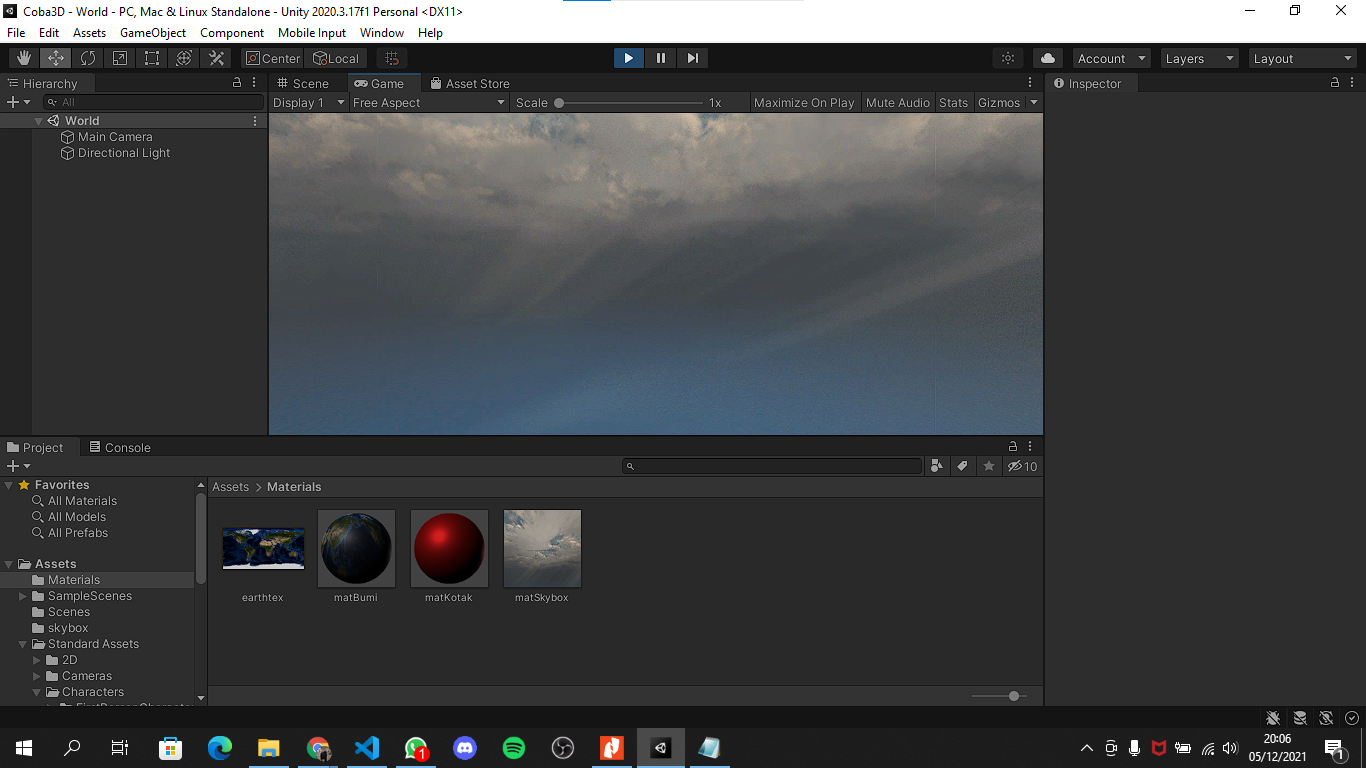 Coba3D - World - PC, Mac & Linux Standalone - Unity 2020.3.17f1 Personal <DX11>
File Edit Assets GameObject Component Mobile Input Window Help
Center Local Account Layers Layout
Hierarchy Scene Game Asset Store Inspector
All Display 1 Free Aspect Scale 1x Maximize On Play Mute Audio Stats Gizmos
World
Main Camera
Directional Light
Project Console
10
Favorites Assets > Materials
All Materials
All Models
All Prefabs
Assets
Materials
earthtex matBumi matKotak matSkybox
SampleScenes
Scenes
skybox
Standard Assets
2D
Cameras
Characters
20:06
05/12/2021
1
1